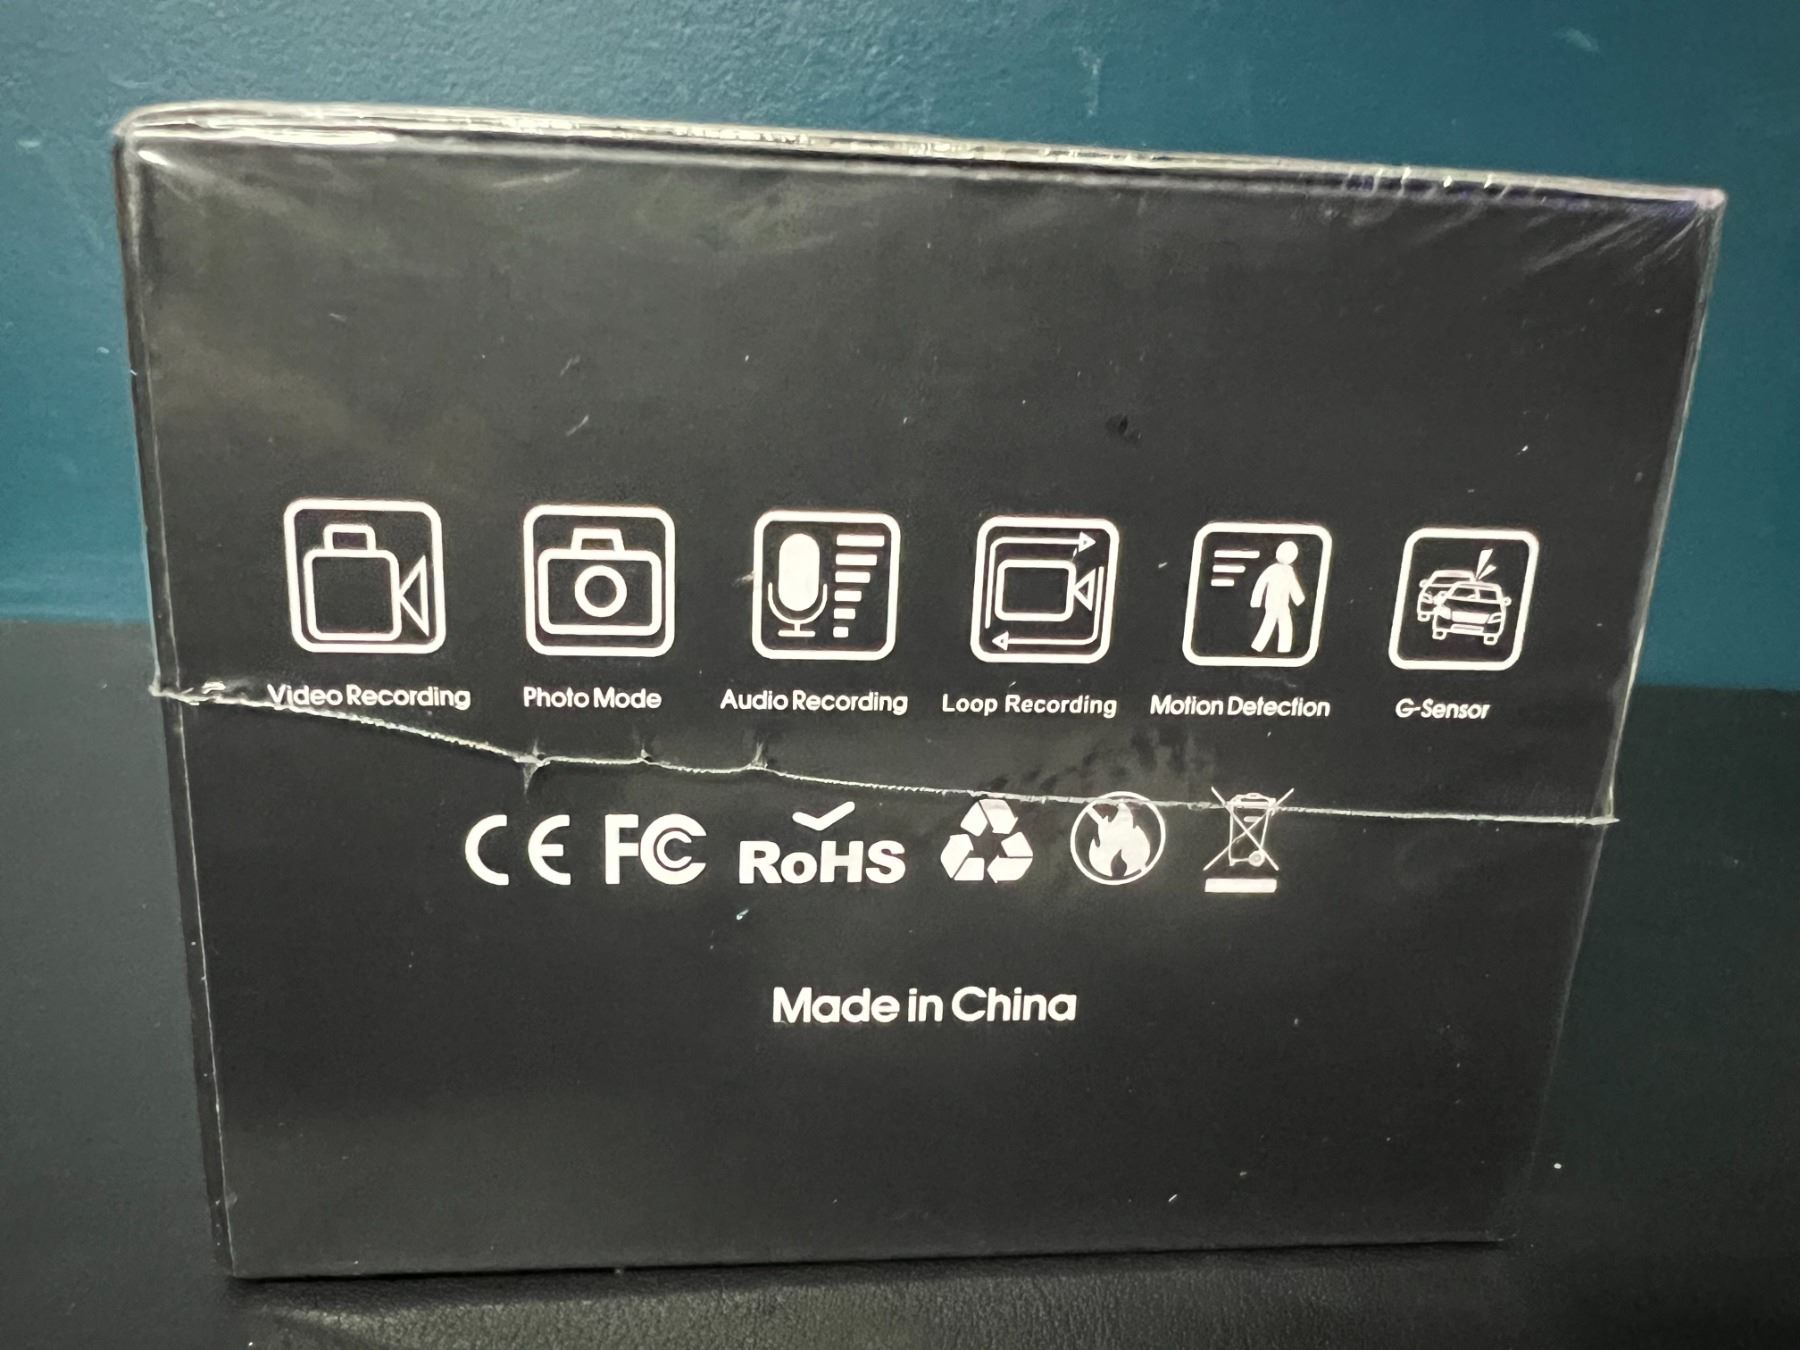 Video Recording
Photo Mode
Audio Recording
Loop Recording
Motion Detection
G-Sensor
CE FC RoHS
Made in China